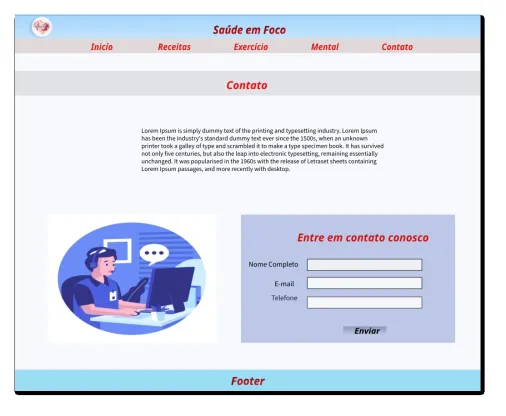 Saúde em Foco
Inicio Receitas Exercício Mental Contato
Contato
Lorem Ipsum is simply dummy text of the printing and typesetting industry. Lorem Ipsum
has been the industry's standard dummy text ever since the 1500s, when an unknown
printer took a galley of type and scrambled it to make a type specimen book. It has survived
not only five centuries, but also the leap into electronic typesetting, remaining essentially
unchanged. It was popularised in the 1960s with the release of Letraset sheets containing
Lorem Ipsum passages, and more recently with desktop.
Entre em contato conosco
Nome Completo
E-mail
Telefone
Enviar
Footer